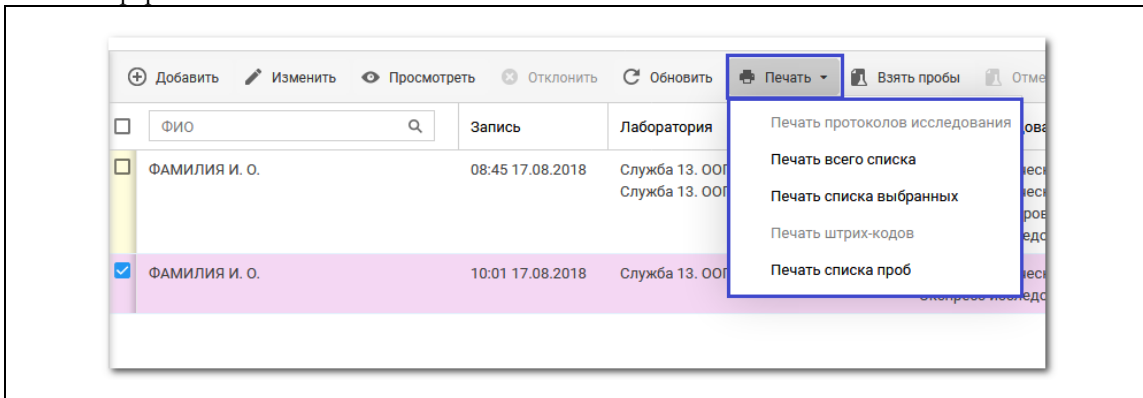 Добавить Изменить Просмотреть Отклонить Обновить Печать Взять пробы
ФИО Запись Лаборатория
Печать протоколов исследования
Печать всего списка
Печать списка выбранных
Печать штрих-кодов
Печать списка проб
ФАМИЛИЯ И. О. 08:45 17.08.2018 Служба 13.
Служба 13.
ФАМИЛИЯ И. О. 10:01 17.08.2018 Служба 13.